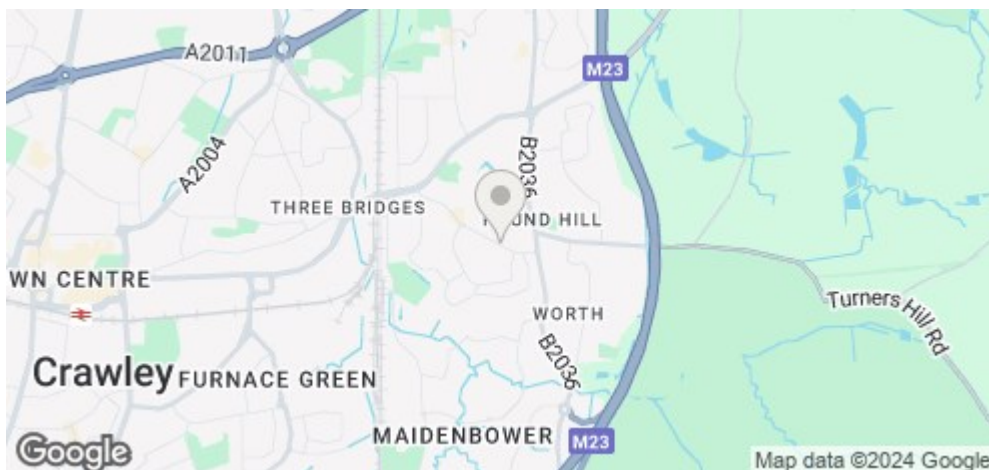 A2011
M23
A2004
B2036
THREE BRIDGES
POUND HILL
WN CENTRE
WORTH
Turners Hill Rd
B2036
Crawley
FURNACE GREEN
MAIDENBOWER
M23
Google
Map data ©2024 Google